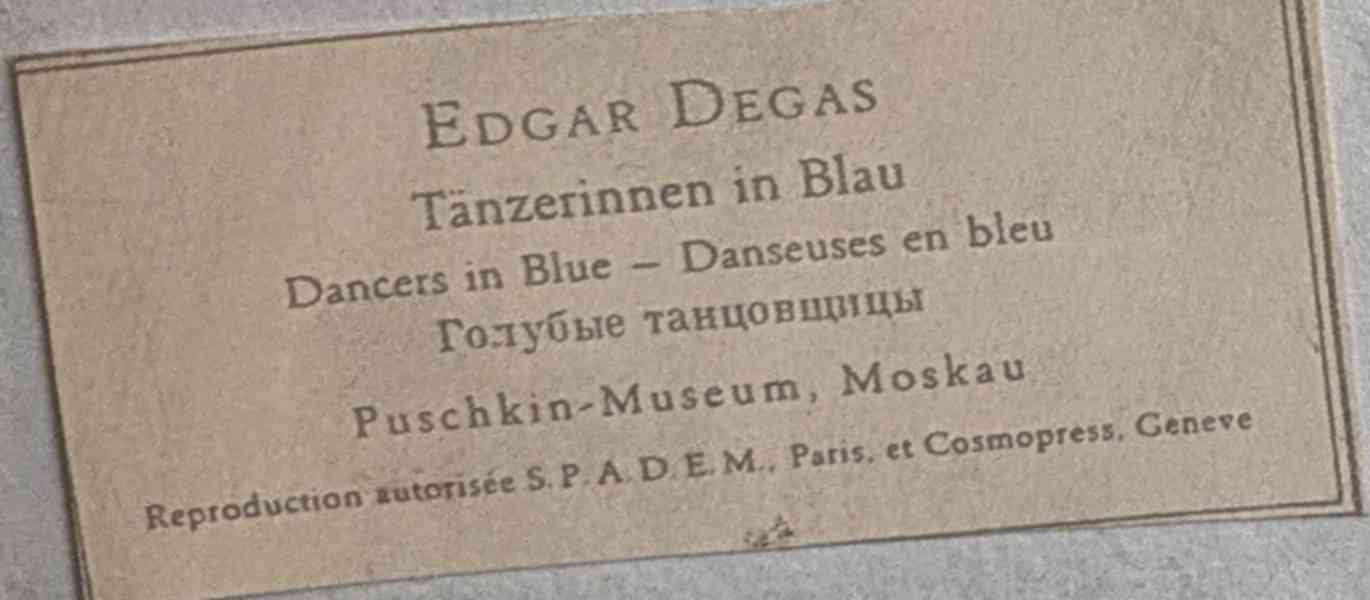 EDGAR DEGAS
Tänzerinnen in Blau
Dancers in Blue – Danseuses en bleu
Голубые танцовщицы
Puschkin-Museum, Moskau
Reproduction autorisée S. P. A. D. E. M., Paris, et Cosmopress, Geneve